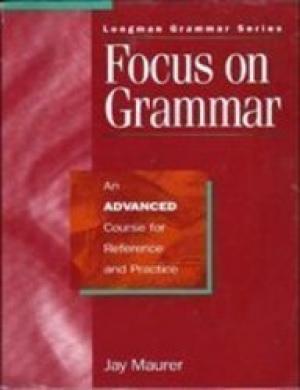 Longman Grammar Series
Focus on
Grammar
An
ADVANCED
Course for
Reference
and Practice
Jay Maurer